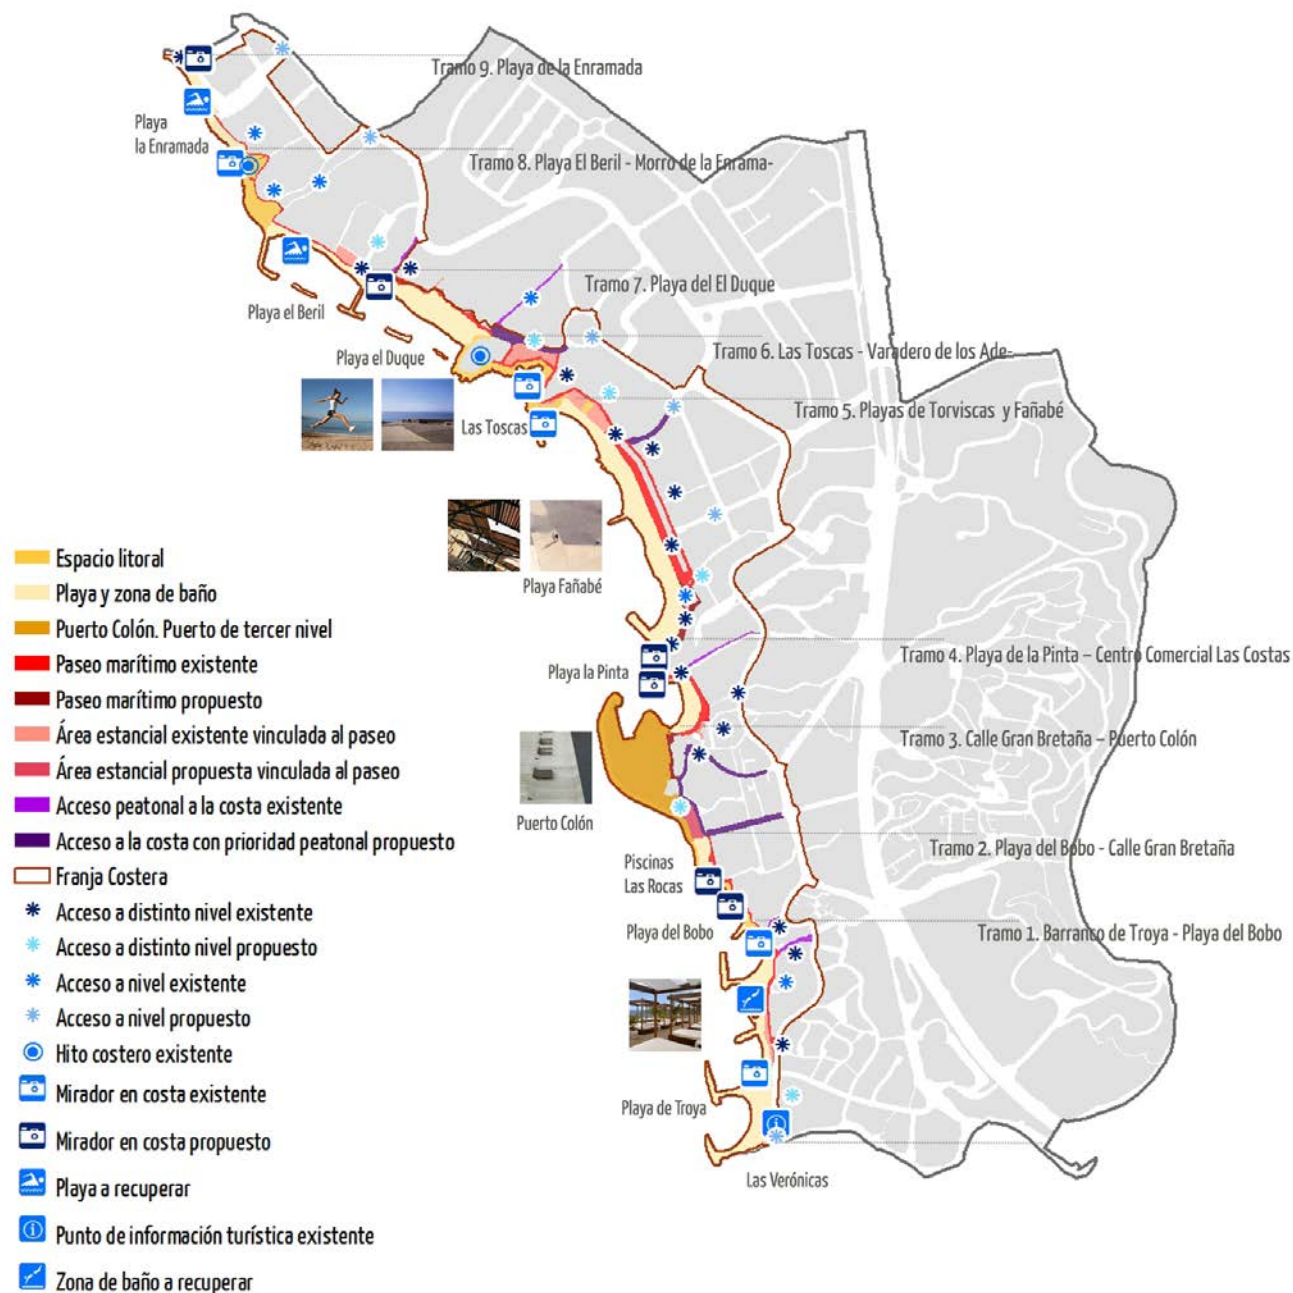 Tramo 9. Playa de la Enramada
Playa
la Enramada
Tramo 8. Playa El Beril - Morro de la Enrama-
Tramo 7. Playa del El Duque
Playa el Beril
Tramo 6. Las Toscas - Varadero de los Ade-
Playa el Duque
Tramo 5. Playas de Torviscas y Fañabé
Las Toscas
Playa Fañabé
Tramo 4. Playa de la Pinta – Centro Comercial Las Costas
Playa la Pinta
Tramo 3. Calle Gran Bretaña – Puerto Colón
Puerto Colón
Tramo 2. Playa del Bobo - Calle Gran Bretaña
Piscinas
Las Rocas
Playa del Bobo
Tramo 1. Barranco de Troya - Playa del Bobo
Playa de Troya
Las Verónicas
Espacio litoral
Playa y zona de baño
Puerto Colón. Puerto de tercer nivel
Paseo marítimo existente
Paseo marítimo propuesto
Área estancial existente vinculada al paseo
Área estancial propuesta vinculada al paseo
Acceso peatonal a la costa existente
Acceso a la costa con prioridad peatonal propuesto
Franja Costera
Acceso a distinto nivel existente
Acceso a distinto nivel propuesto
Acceso a nivel existente
Acceso a nivel propuesto
Hito costero existente
Mirador en costa existente
Mirador en costa propuesto
Playa a recuperar
Punto de información turística existente
Zona de baño a recuperar